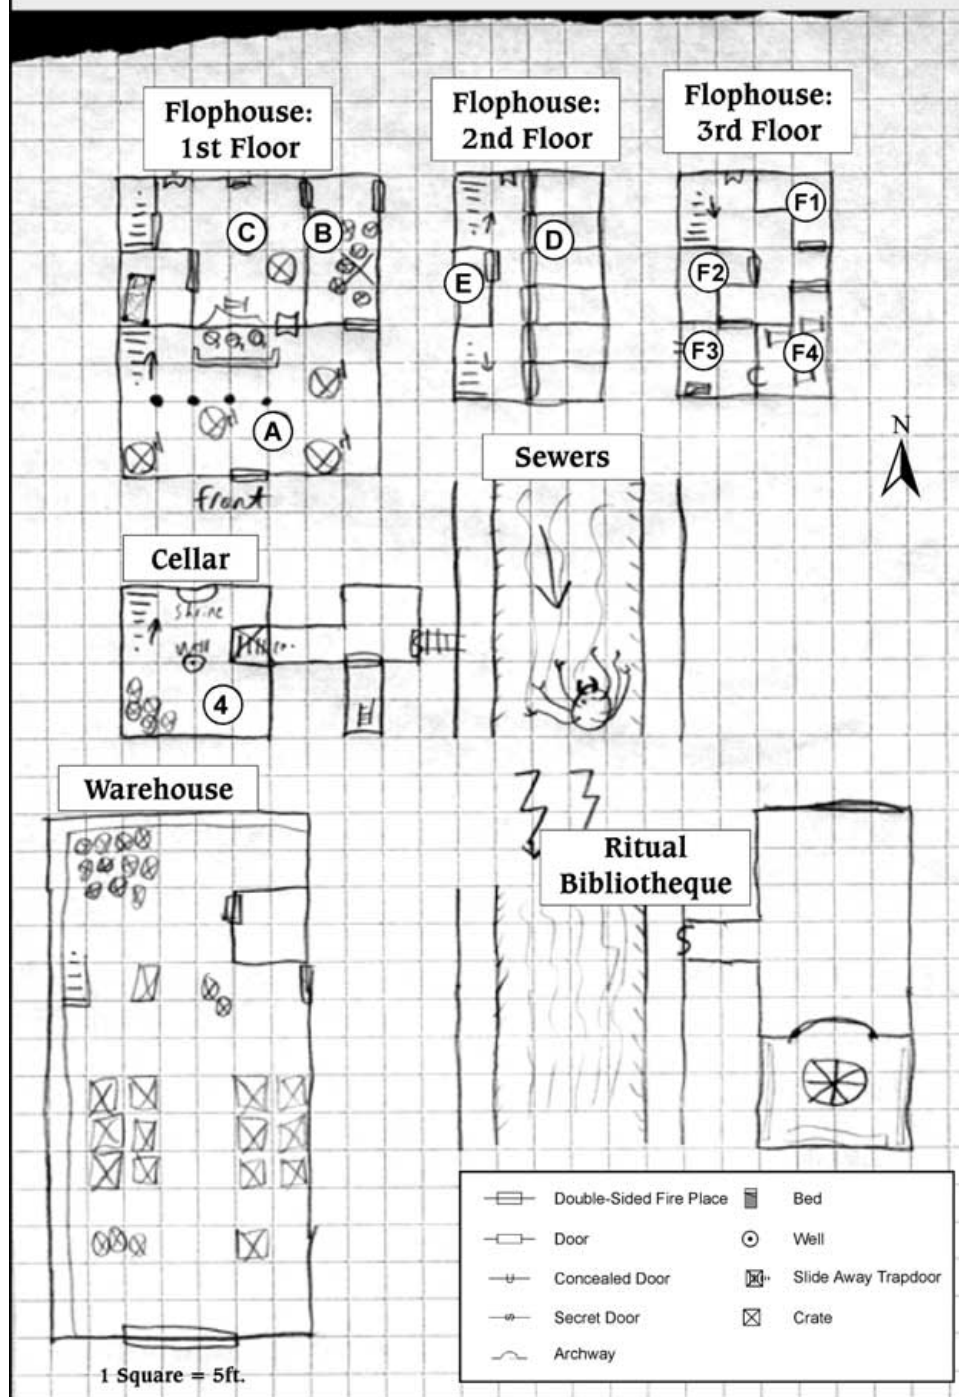 Flophouse:
1st Floor
Flophouse:
2nd Floor
Flophouse:
3rd Floor
C
B
A
D
E
F1
F2
F3
F4
C
front
N
Sewers
Cellar
Shrine
Well
4
Warehouse
Ritual
Bibliotheque
S
Double-Sided Fire Place
Door
Concealed Door
Secret Door
Archway
Bed
Well
Slide Away Trapdoor
Crate
1 Square = 5ft.